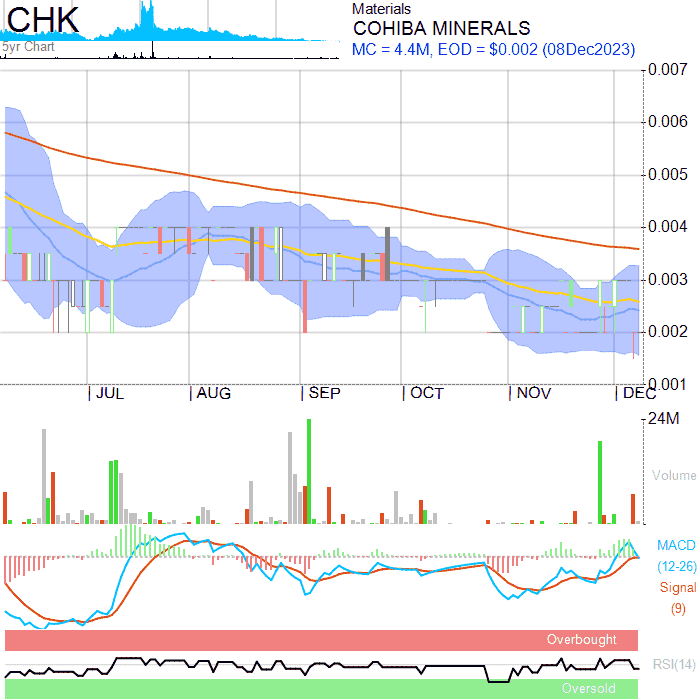 CHK
5yr Chart
Materials
COHIBA MINERALS
MC = 4.4M, EOD = $0.002 (08Dec2023)
0.007
0.006
0.005
0.004
0.003
0.002
0.001
JUL AUG SEP OCT NOV DEC
24M
Volume
MACD
(12-26)
Signal
(9)
Overbought
RSI(14)
Oversold